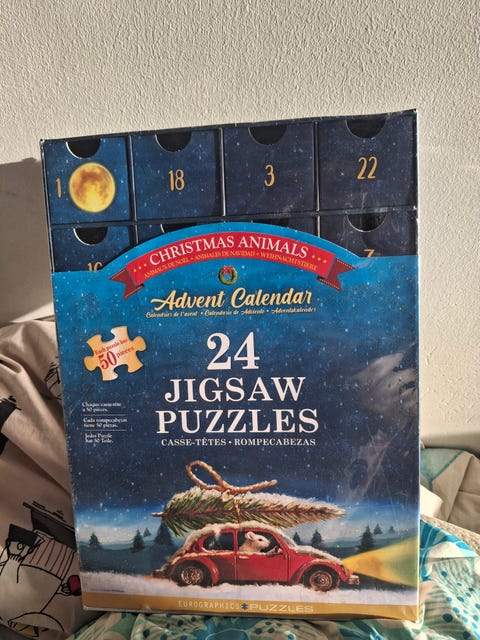 1 18 3 22
CHRISTMAS ANIMALS
ANIMAUX DE NOËL • ANIMALES DE NAVIDAD • WEIHNACHTSTIERE
Advent Calendar
Calendrier de l'avent • Calendario de Adviento • Adventskalender
Each puzzle has
50 pieces
24
JIGSAW
PUZZLES
CASSE-TÊTES • ROMPECABEZAS
Chaque casse-tête
a 50 pièces.
Cada rompecabezas
tiene 50 piezas.
Jedes Puzzle
hat 50 Teile.
EUROGRAPHICS PUZZLES